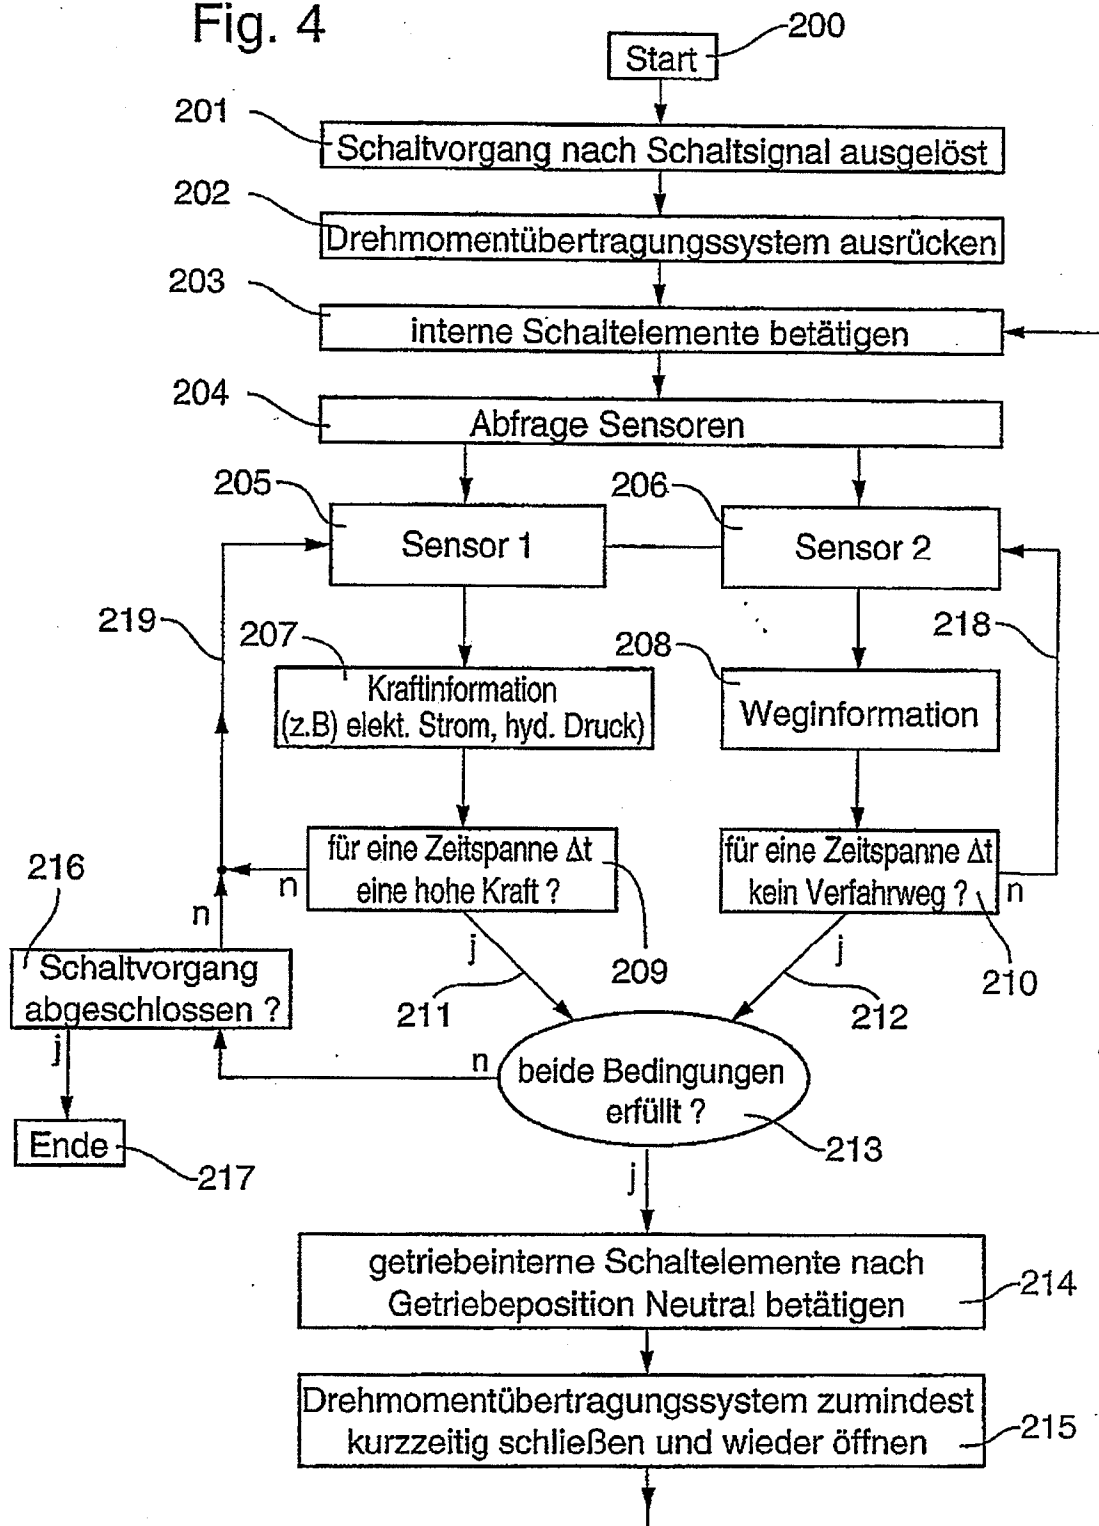 Fig. 4
200
Start
201
Schaltvorgang nach Schaltsignal ausgelöst
202
Drehmomentübertragungssystem ausrücken
203
interne Schaltelemente betätigen
204
Abfrage Sensoren
205
206
Sensor 1
Sensor 2
219
207
208
218
Kraftinformation
(z.B) elekt. Strom, hyd. Druck)
Weginformation
für eine Zeitspanne Δt
eine hohe Kraft ?
n
für eine Zeitspanne Δt
kein Verfahrweg ?
n
216
n
j
j
209
210
Schaltvorgang
abgeschlossen ?
211
212
j
n
beide Bedingungen
erfüllt ?
213
Ende
217
j
getriebeinterne Schaltelemente nach
Getriebeposition Neutral betätigen
214
Drehmomentübertragungssystem zumindest
kurzzeitig schließen und wieder öffnen
215